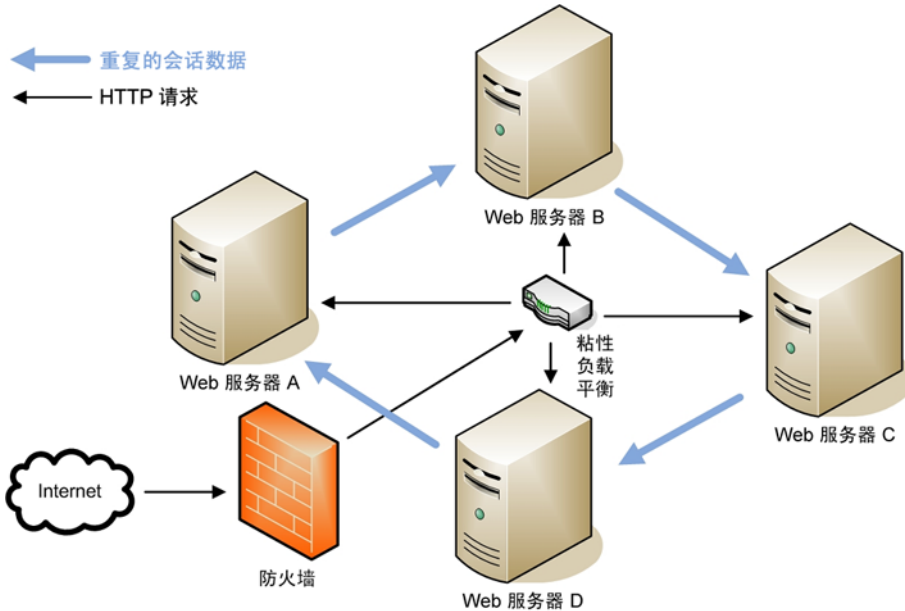 重复的会话数据
HTTP 请求
Web 服务器 B
Web 服务器 A
粘性
负载
平衡
Web 服务器 C
Internet
防火墙
Web 服务器 D